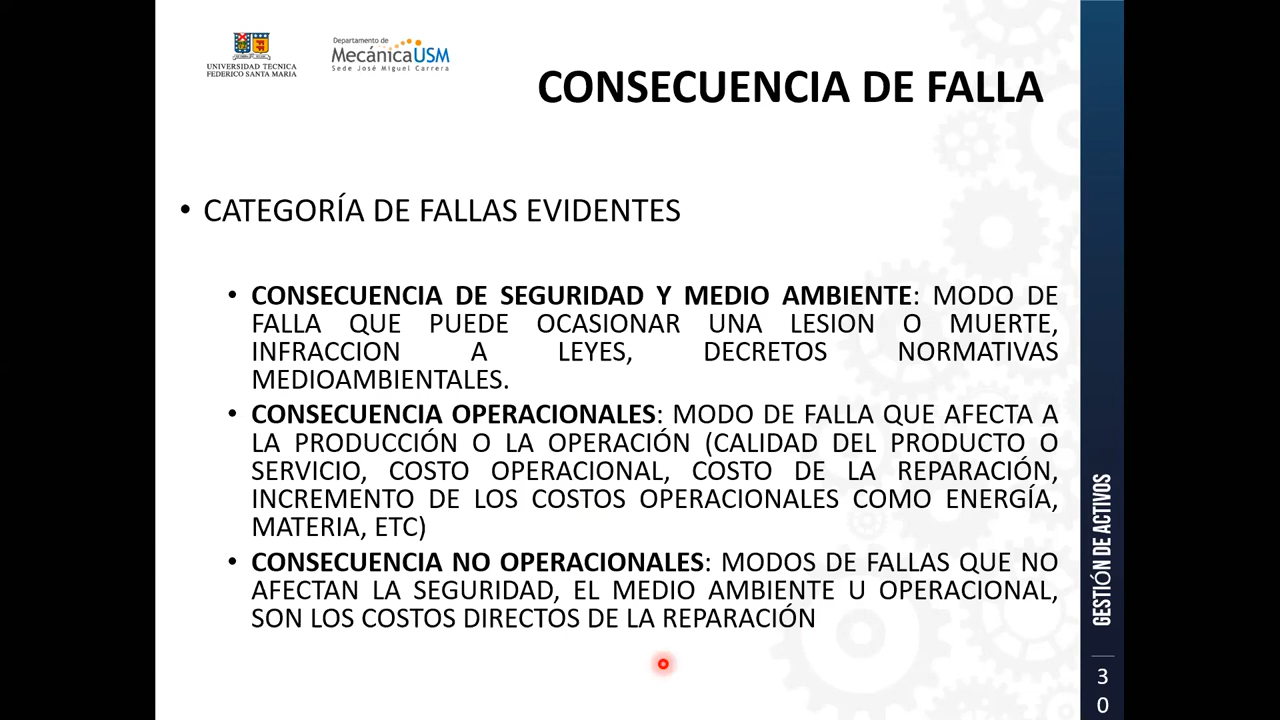 UNIVERSIDAD TECNICA
FEDERICO SANTA MARIA
Departamento de
MecánicaUSM
Sede José Miguel Carrera
CONSECUENCIA DE FALLA
• CATEGORÍA DE FALLAS EVIDENTES
• CONSECUENCIA DE SEGURIDAD Y MEDIO AMBIENTE: MODO DE
FALLA QUE PUEDE OCASIONAR UNA LESION O MUERTE,
INFRACCION A LEYES, DECRETOS NORMATIVAS
MEDIOAMBIENTALES.
• CONSECUENCIA OPERACIONALES: MODO DE FALLA QUE AFECTA A
LA PRODUCCIÓN O LA OPERACIÓN (CALIDAD DEL PRODUCTO O
SERVICIO, COSTO OPERACIONAL, COSTO DE LA REPARACIÓN,
INCREMENTO DE LOS COSTOS OPERACIONALES COMO ENERGÍA,
MATERIA, ETC)
• CONSECUENCIA NO OPERACIONALES: MODOS DE FALLAS QUE NO
AFECTAN LA SEGURIDAD, EL MEDIO AMBIENTE U OPERACIONAL,
SON LOS COSTOS DIRECTOS DE LA REPARACIÓN
GESTIÓN DE ACTIVOS
3
0